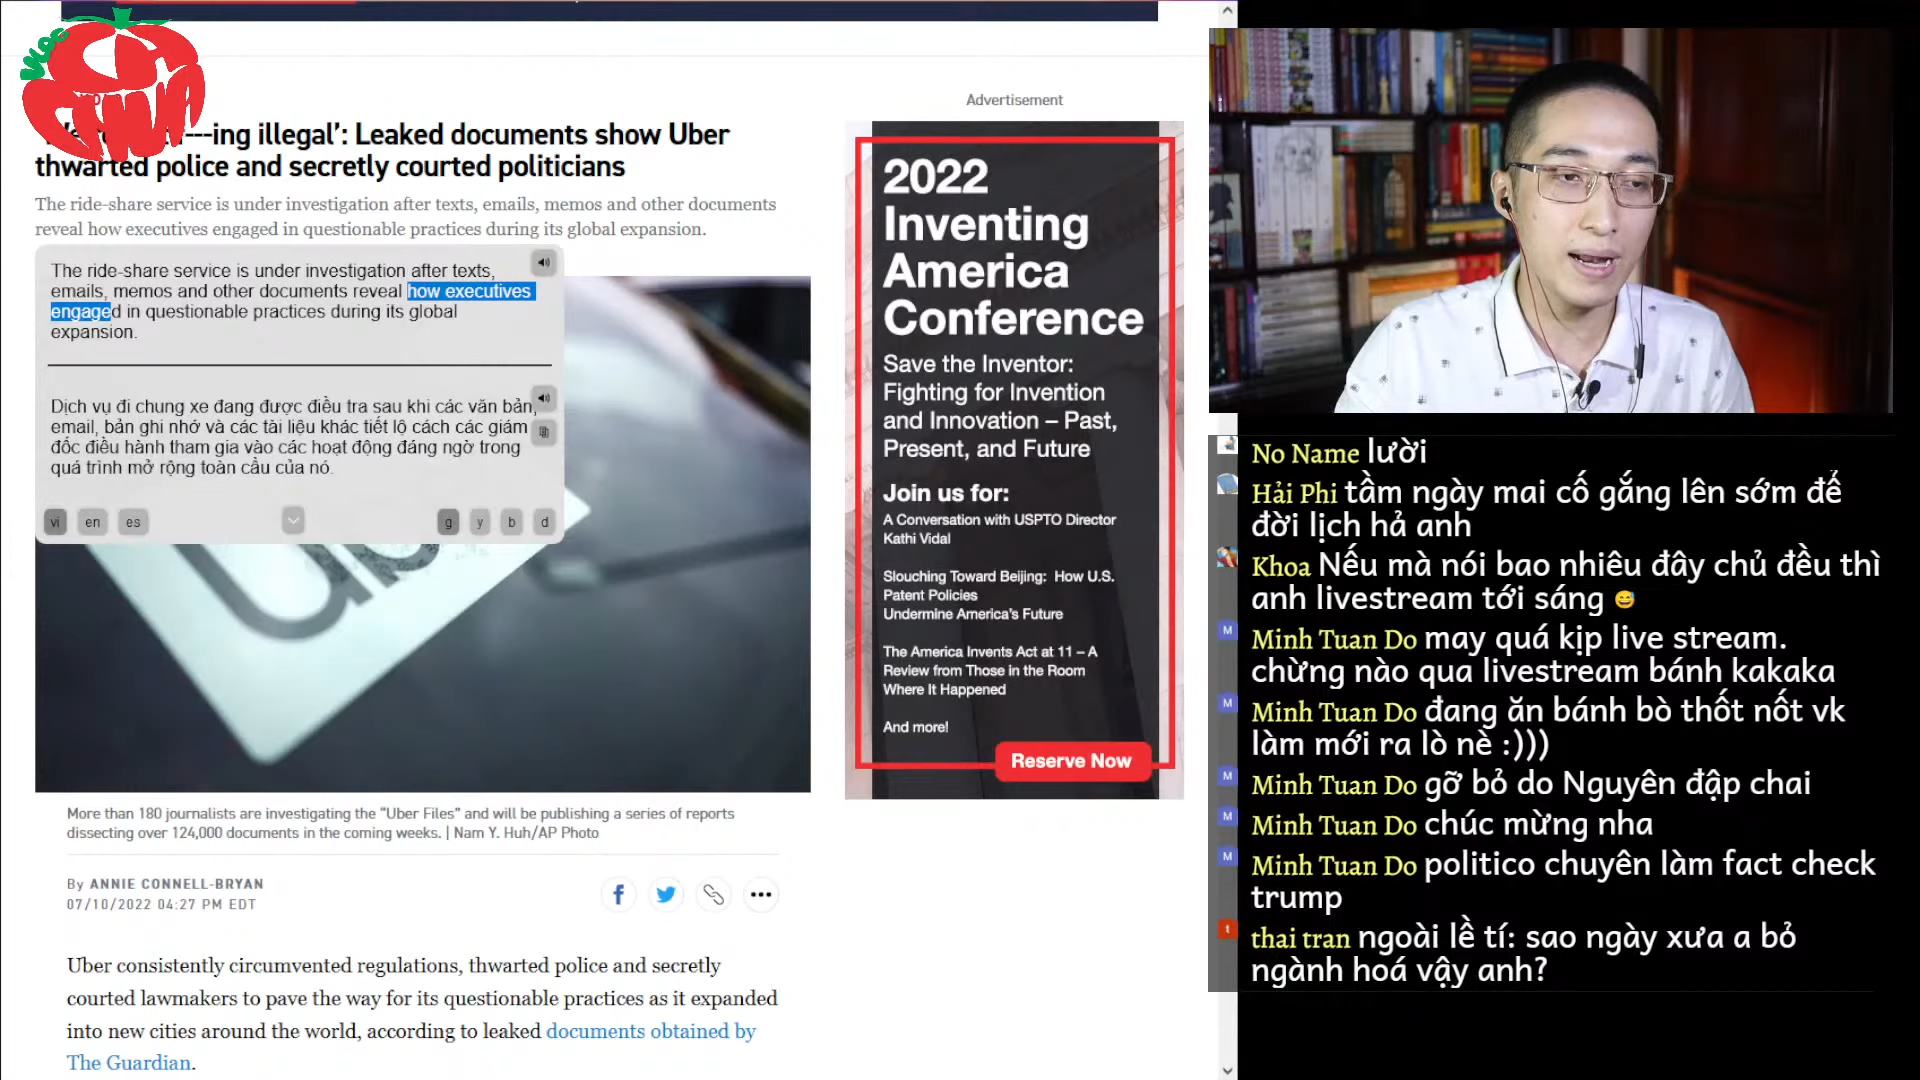 VLOG
---ing illegal’: Leaked documents show Uber
thwarted police and secretly courted politicians
The ride-share service is under investigation after texts, emails, memos and other documents
reveal how executives engaged in questionable practices during its global expansion.
The ride-share service is under investigation after texts,
emails, memos and other documents reveal how executives
engaged in questionable practices during its global
expansion.
Dịch vụ đi chung xe đang được điều tra sau khi các văn bản,
email, bản ghi nhớ và các tài liệu khác tiết lộ cách các giám
đốc điều hành tham gia vào các hoạt động đáng ngờ trong
quá trình mở rộng toàn cầu của nó.
vi en es g y b d
More than 180 journalists are investigating the “Uber Files” and will be publishing a series of reports
dissecting over 124,000 documents in the coming weeks. | Nam Y. Huh/AP Photo
By ANNIE CONNELL-BRYAN
07/10/2022 04:27 PM EDT
Uber consistently circumvented regulations, thwarted police and secretly
courted lawmakers to pave the way for its questionable practices as it expanded
into new cities around the world, according to leaked documents obtained by
The Guardian.
Advertisement
2022
Inventing
America
Conference
Save the Inventor:
Fighting for Invention
and Innovation – Past,
Present, and Future
Join us for:
A Conversation with USPTO Director
Kathi Vidal
Slouching Toward Beijing: How U.S.
Patent Policies
Undermine America’s Future
The America Invents Act at 11 – A
Review from Those in the Room
Where It Happened
And more!
Reserve Now
No Name lười
Hải Phi tầm ngày mai cố gắng lên sớm để
đời lịch hả anh
Khoa Nếu mà nói bao nhiêu đây chủ đều thì
anh livestream tới sáng 😅
M Minh Tuan Do may quá kịp live stream.
chừng nào qua livestream bánh kakaka
M Minh Tuan Do đang ăn bánh bò thốt nốt vk
làm mới ra lò nè :)))
M Minh Tuan Do gỡ bỏ do Nguyên đập chai
M Minh Tuan Do chúc mừng nha
M Minh Tuan Do politico chuyên làm fact check
trump
t thai tran ngoài lề tí: sao ngày xưa a bỏ
ngành hoá vậy anh?